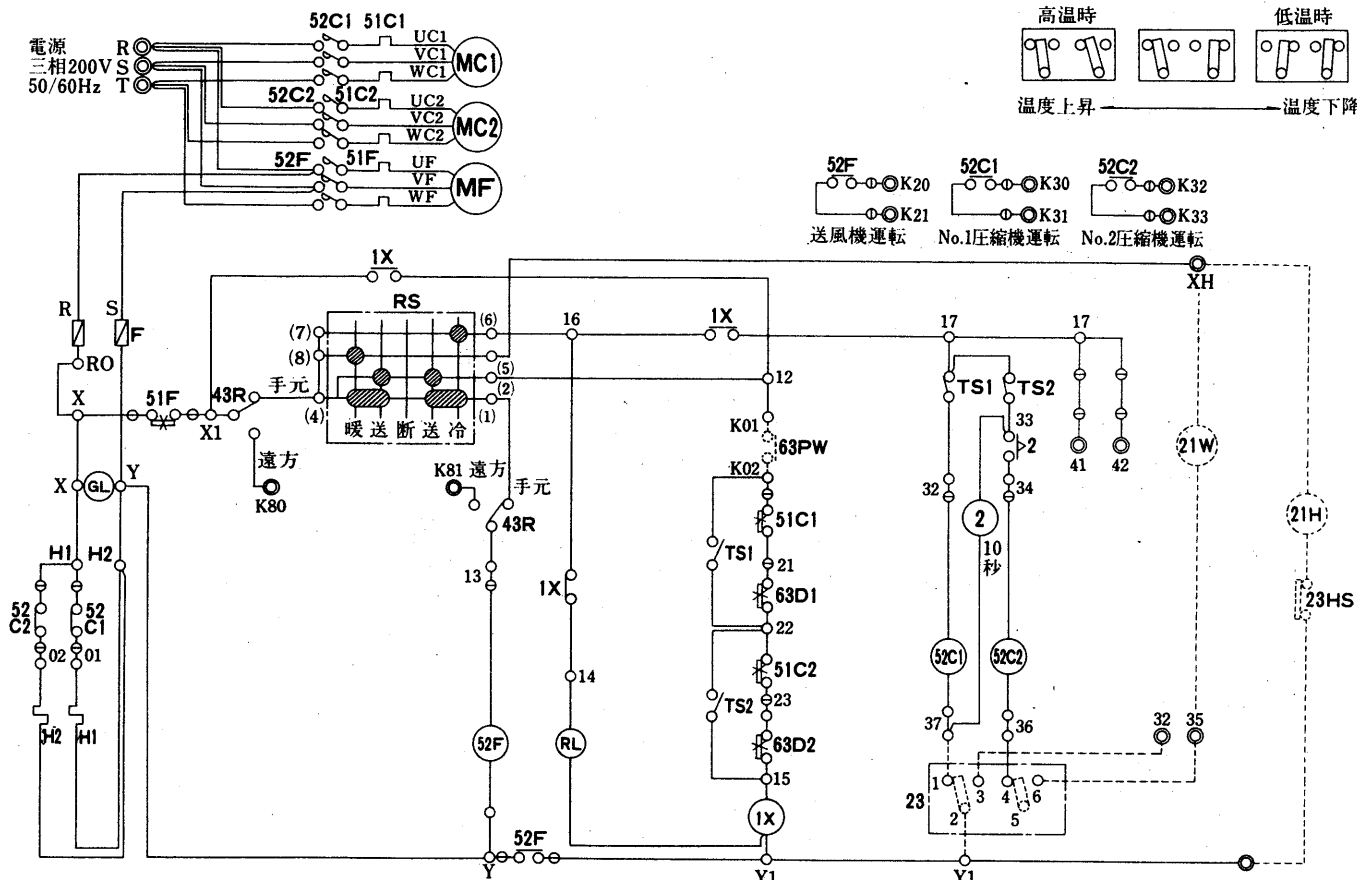 52C1 51C1
電源 R
三相200V S
50/60Hz T
UC1
VC1
WC1
MC1
52C2 51C2
UC2
VC2
WC2
MC2
52F 51F
UF
VF
WF
MF
高温時 低温時
温度上昇 温度下降
52F K20
K21
送風機運転
52C1 K30
K31
No.1圧縮機運転
52C2 K32
K33
No.2圧縮機運転
1X
XH
R S
F
RO
RS
(7) (6)
(8) (5)
(2)
(4) (1)
暖 送 断 送 冷
16
1X
17 17
12
X
51F
X1
43R
手元
遠方
K80
K81 遠方
手元
43R
K01
63PW
K02
TS1 TS2
33
2
34
32
41 42
21W
21H
23HS
X GL Y
H1 H2
52 C2
52 C1
02 01
H2 H1
13
1X
14
TS1
51C1
21
63D1
22
51C2
TS2
23
63D2
15
2
10秒
52C1 52C2
37 36
32 35
52F
RL
1X
23
1 3 4 6
2 5
52F
Y Y1 Y1